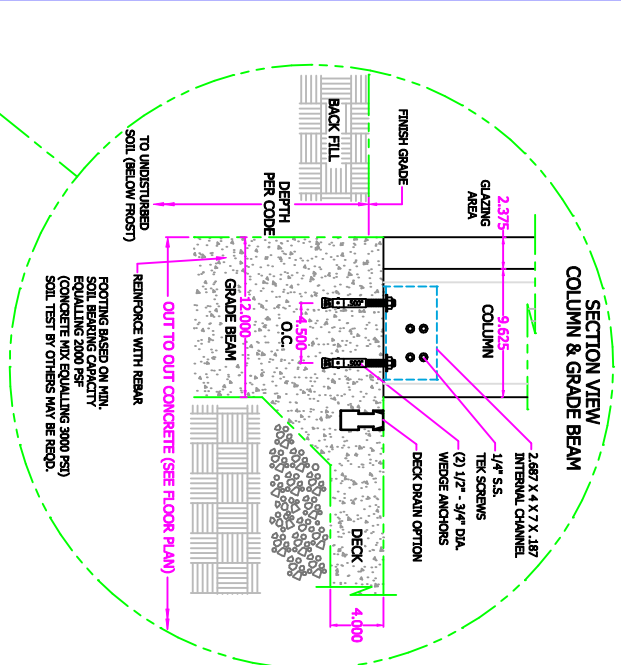 SECTION VIEW
COLUMN & GRADE BEAM
2.687 X 4 X 7 X .187
INTERNAL CHANNEL
1/4" S.S.
TEK SCREWS
(2) 1/2" - 3/4" DIA.
WEDGE ANCHORS
DECK DRAIN OPTION
2.375
GLAZING
AREA
9.625
COLUMN
FINISH GRADE
BACK FILL
DEPTH
PER CODE
TO UNDISTURBED
SOIL (BELOW FROST)
.500"
.500"
4.500
O.C.
12.000
GRADE BEAM
DECK
4.000
REINFORCE WITH REBAR
OUT TO OUT CONCRETE (SEE FLOOR PLAN)
FOOTING BASED ON MIN.
SOIL BEARING CAPACITY
EQUALLING 2000 PSF
(CONCRETE MIX EQUALLING 3000 PSI)
SOIL TEST BY OTHERS MAY BE REQD.